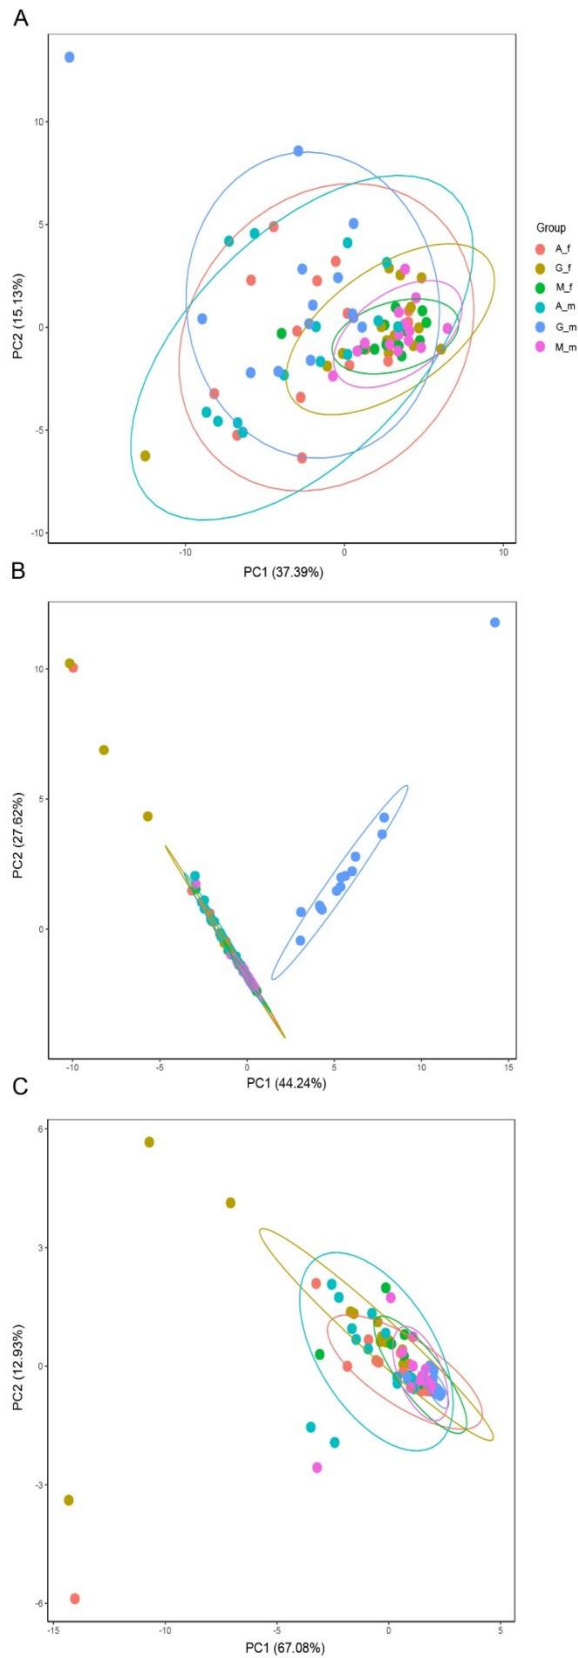 A
10
5
0
-5
-10
PC2 (15.13%)
-10
0
10
PC1 (37.39%)
Group
A_f
G_f
M_f
A_m
G_m
M_m
B
10
5
0
PC2 (27.62%)
-10
-5
0
5
10
15
PC1 (44.24%)
C
6
3
0
-3
-6
PC2 (12.93%)
-15
-10
-5
0
5
PC1 (67.08%)